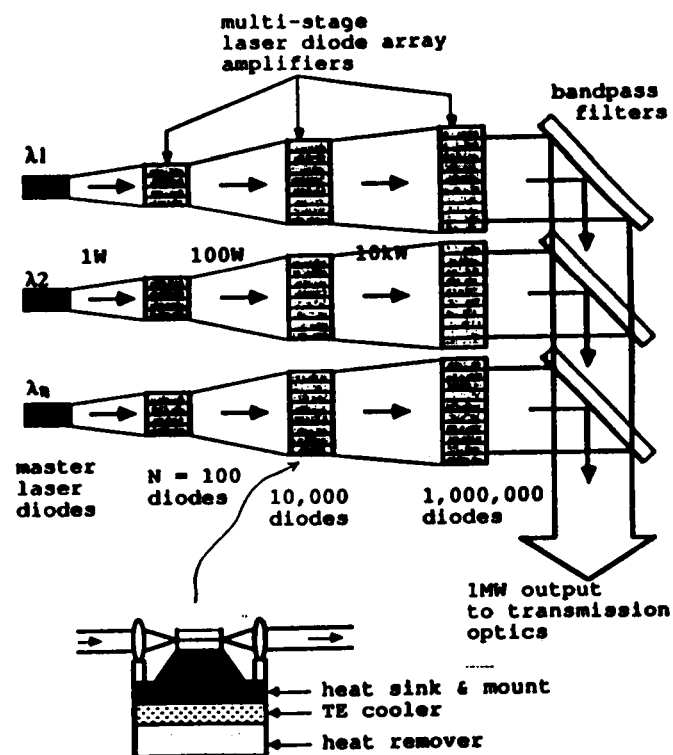 multi-stage
laser diode array
amplifiers
bandpass
filters
λ1
1W
100W
10kW
λ2
λn
master
laser
diodes
N = 100
diodes
10,000
diodes
1,000,000
diodes
1MW output
to transmission
optics
heat sink & mount
TE cooler
heat remover